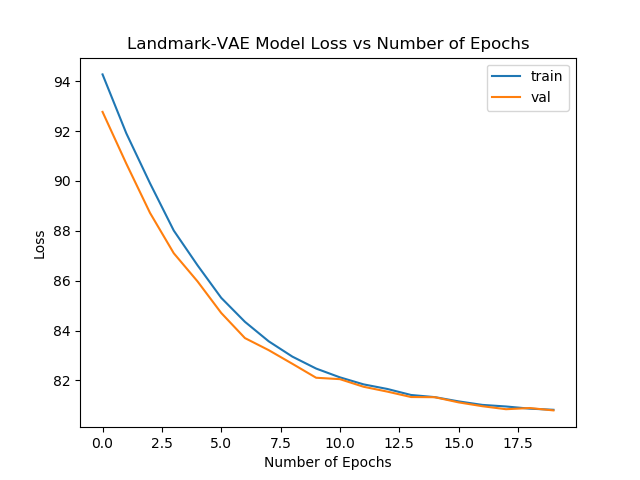 Landmark-VAE Model Loss vs Number of Epochs
train
val
94
92
90
88
86
84
82
Loss
0.0 2.5 5.0 7.5 10.0 12.5 15.0 17.5
Number of Epochs